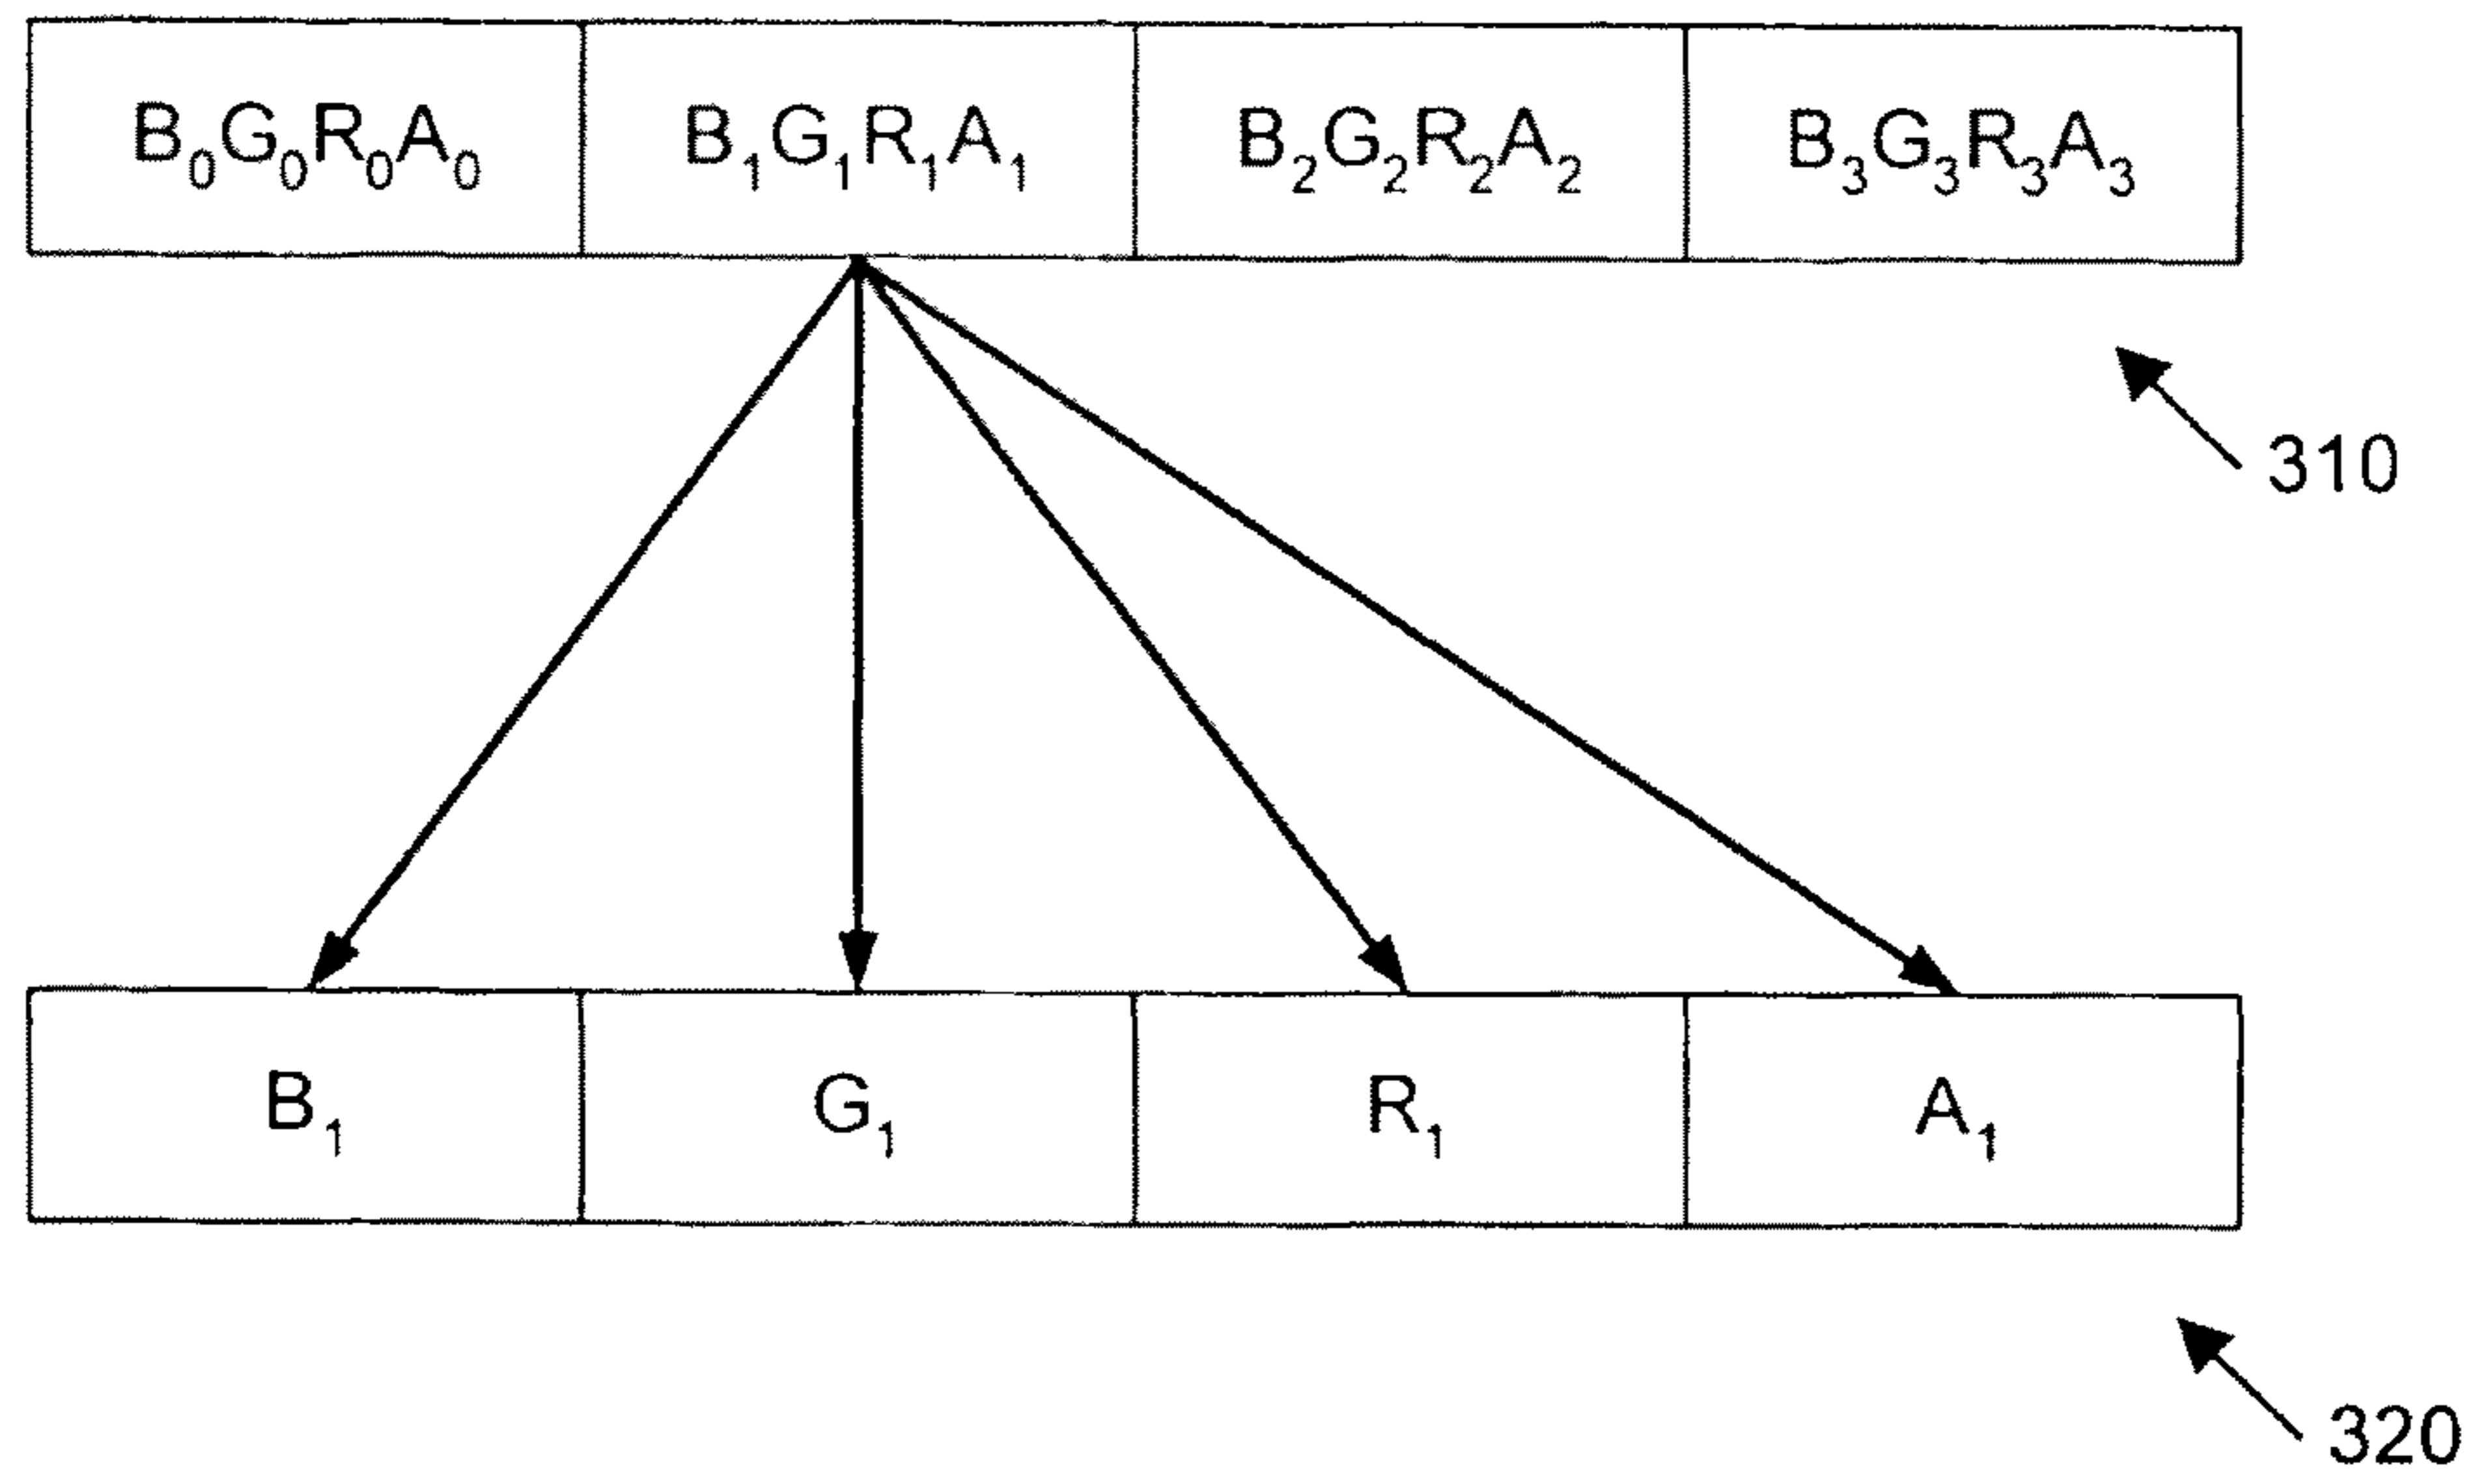 B₀G₀R₀A₀ B₁G₁R₁A₁ B₂G₂R₂A₂ B₃G₃R₃A₃
310
B₁ G₁ R₁ A₁
320